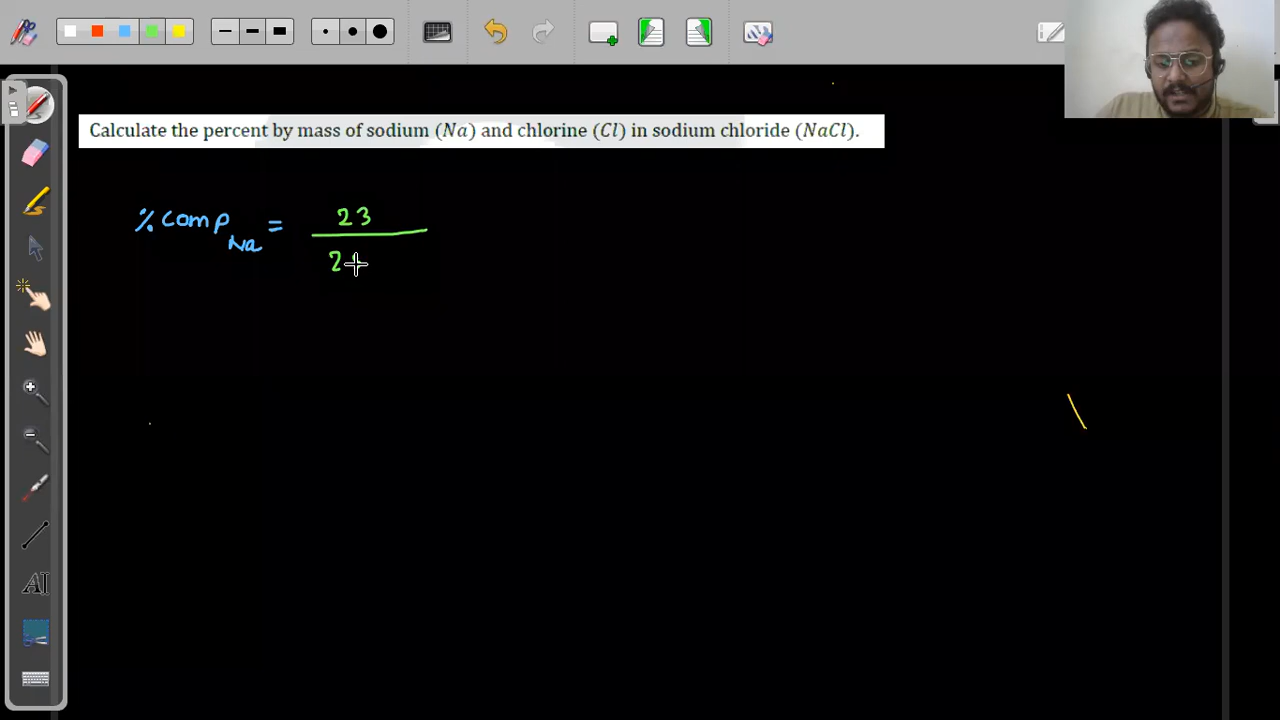 Calculate the percent by mass of sodium (Na) and chlorine (Cl) in sodium chloride (NaCl).
% Comp Na = 23
2